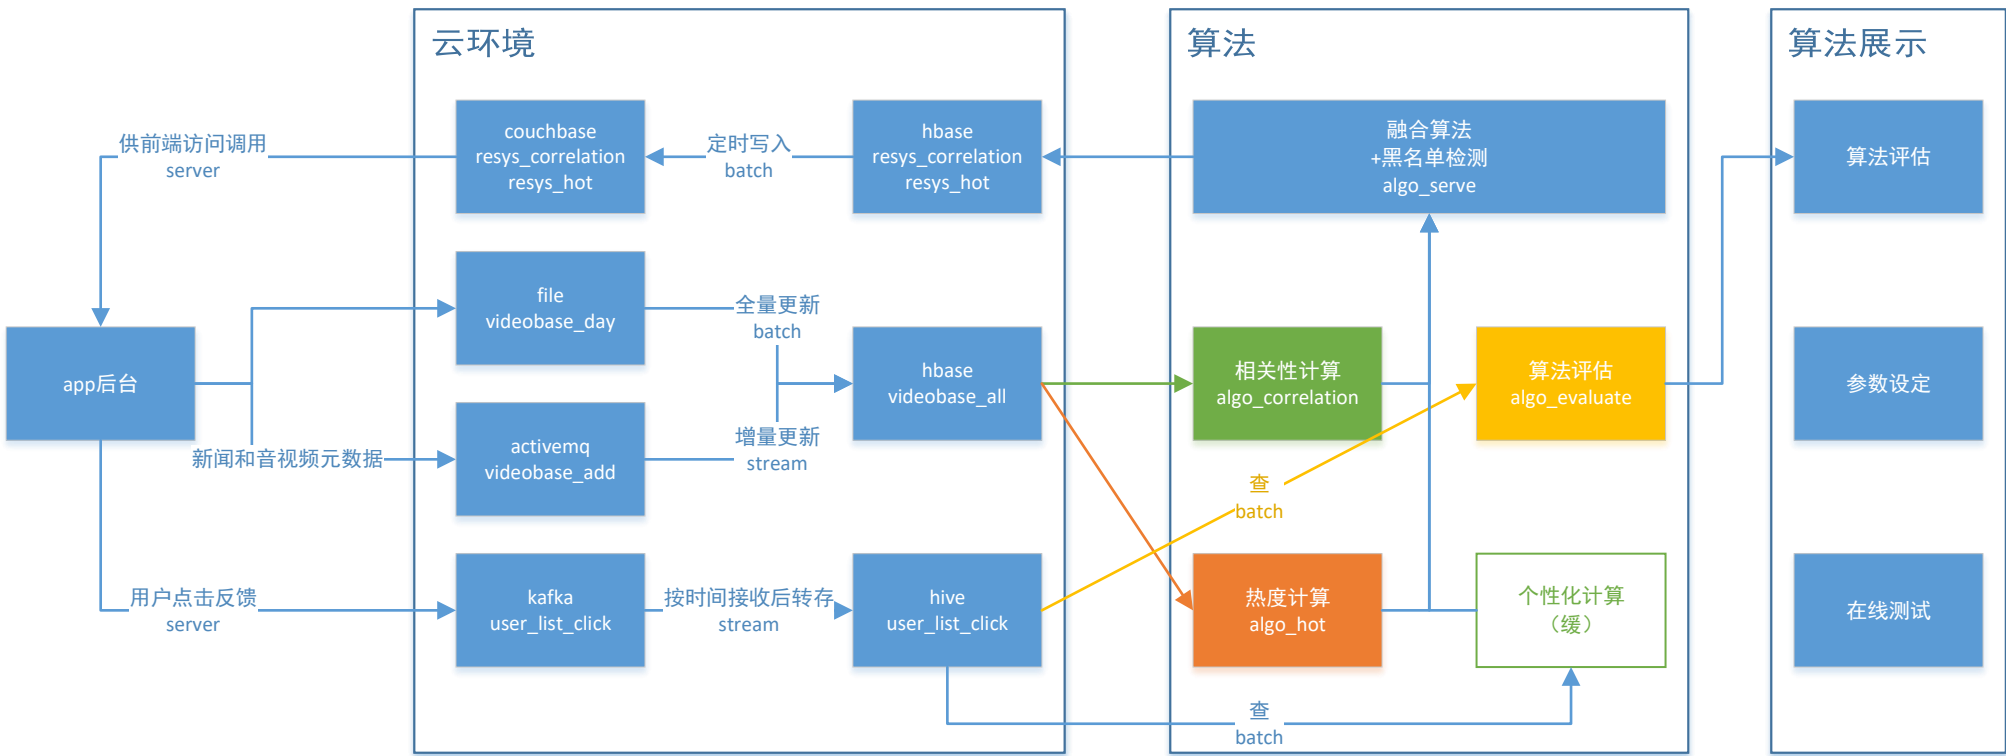 云环境
算法
算法展示
供前端访问调用
server
couchbase
resys_correlation
resys_hot
定时写入
batch
hbase
resys_correlation
resys_hot
融合算法
+黑名单检测
algo_serve
算法评估
file
videobase_day
全量更新
batch
app后台
hbase
videobase_all
相关性计算
algo_correlation
算法评估
algo_evaluate
参数设定
新闻和音视频元数据
activemq
videobase_add
增量更新
stream
查
batch
用户点击反馈
server
kafka
user_list_click
按时间接收后转存
stream
hive
user_list_click
热度计算
algo_hot
个性化计算
（缓）
在线测试
查
batch